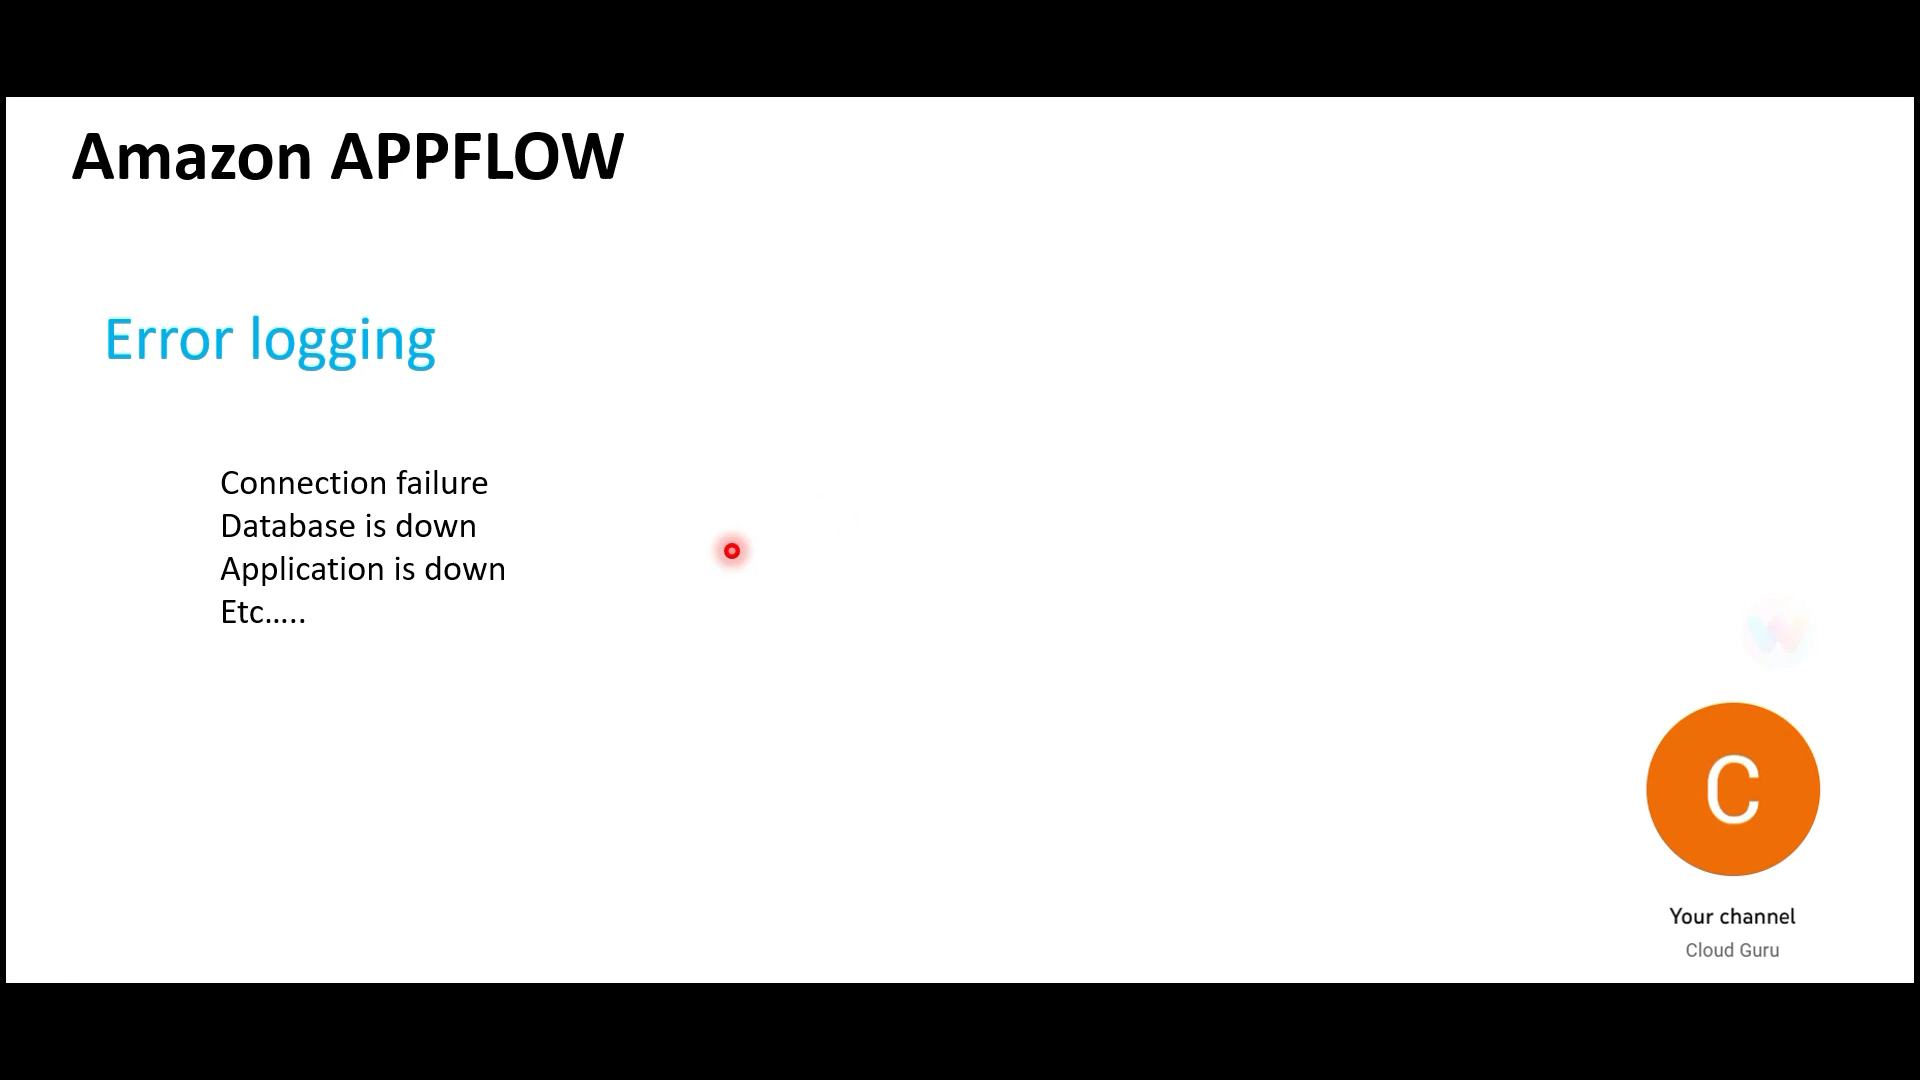 Amazon APPFLOW
Error logging
Connection failure
Database is down
Application is down
Etc.....
C
Your channel
Cloud Guru